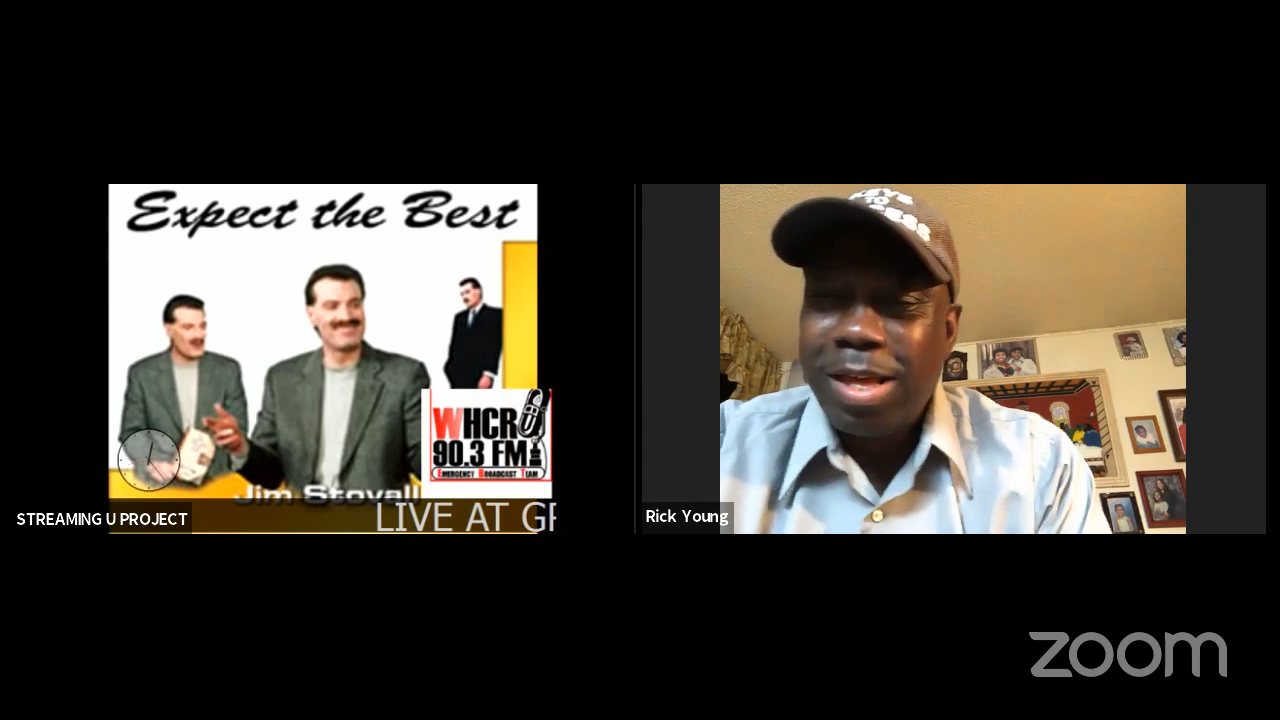 Expect the Best
WHCR
90.3 FM
EMERGENCY BROADCAST TEAM
Jim Stovall
STREAMING U PROJECT
LIVE AT
Rick Young
zoom